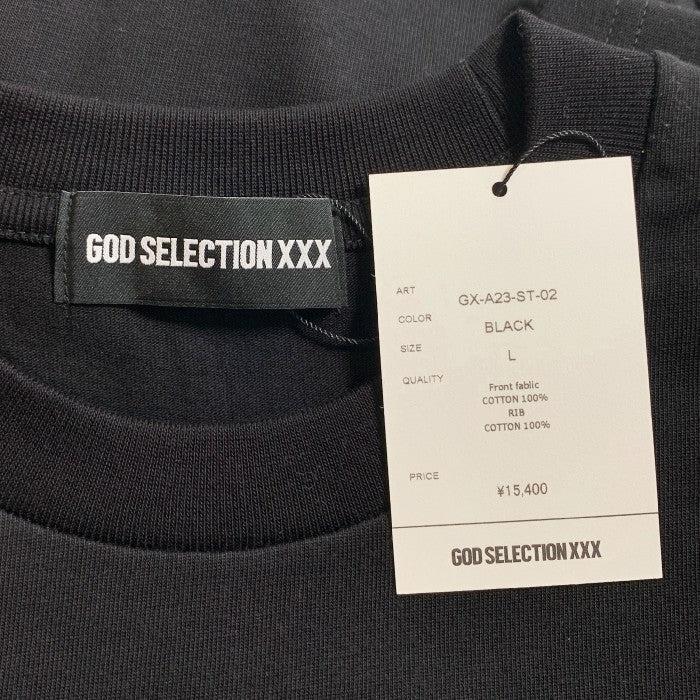 GOD SELECTION XXX
ART GX-A23-ST-02
COLOR BLACK
SIZE L
QUALITY Front fablic
COTTON 100%
RIB
COTTON 100%
PRICE ¥15,400
GOD SELECTION XXX